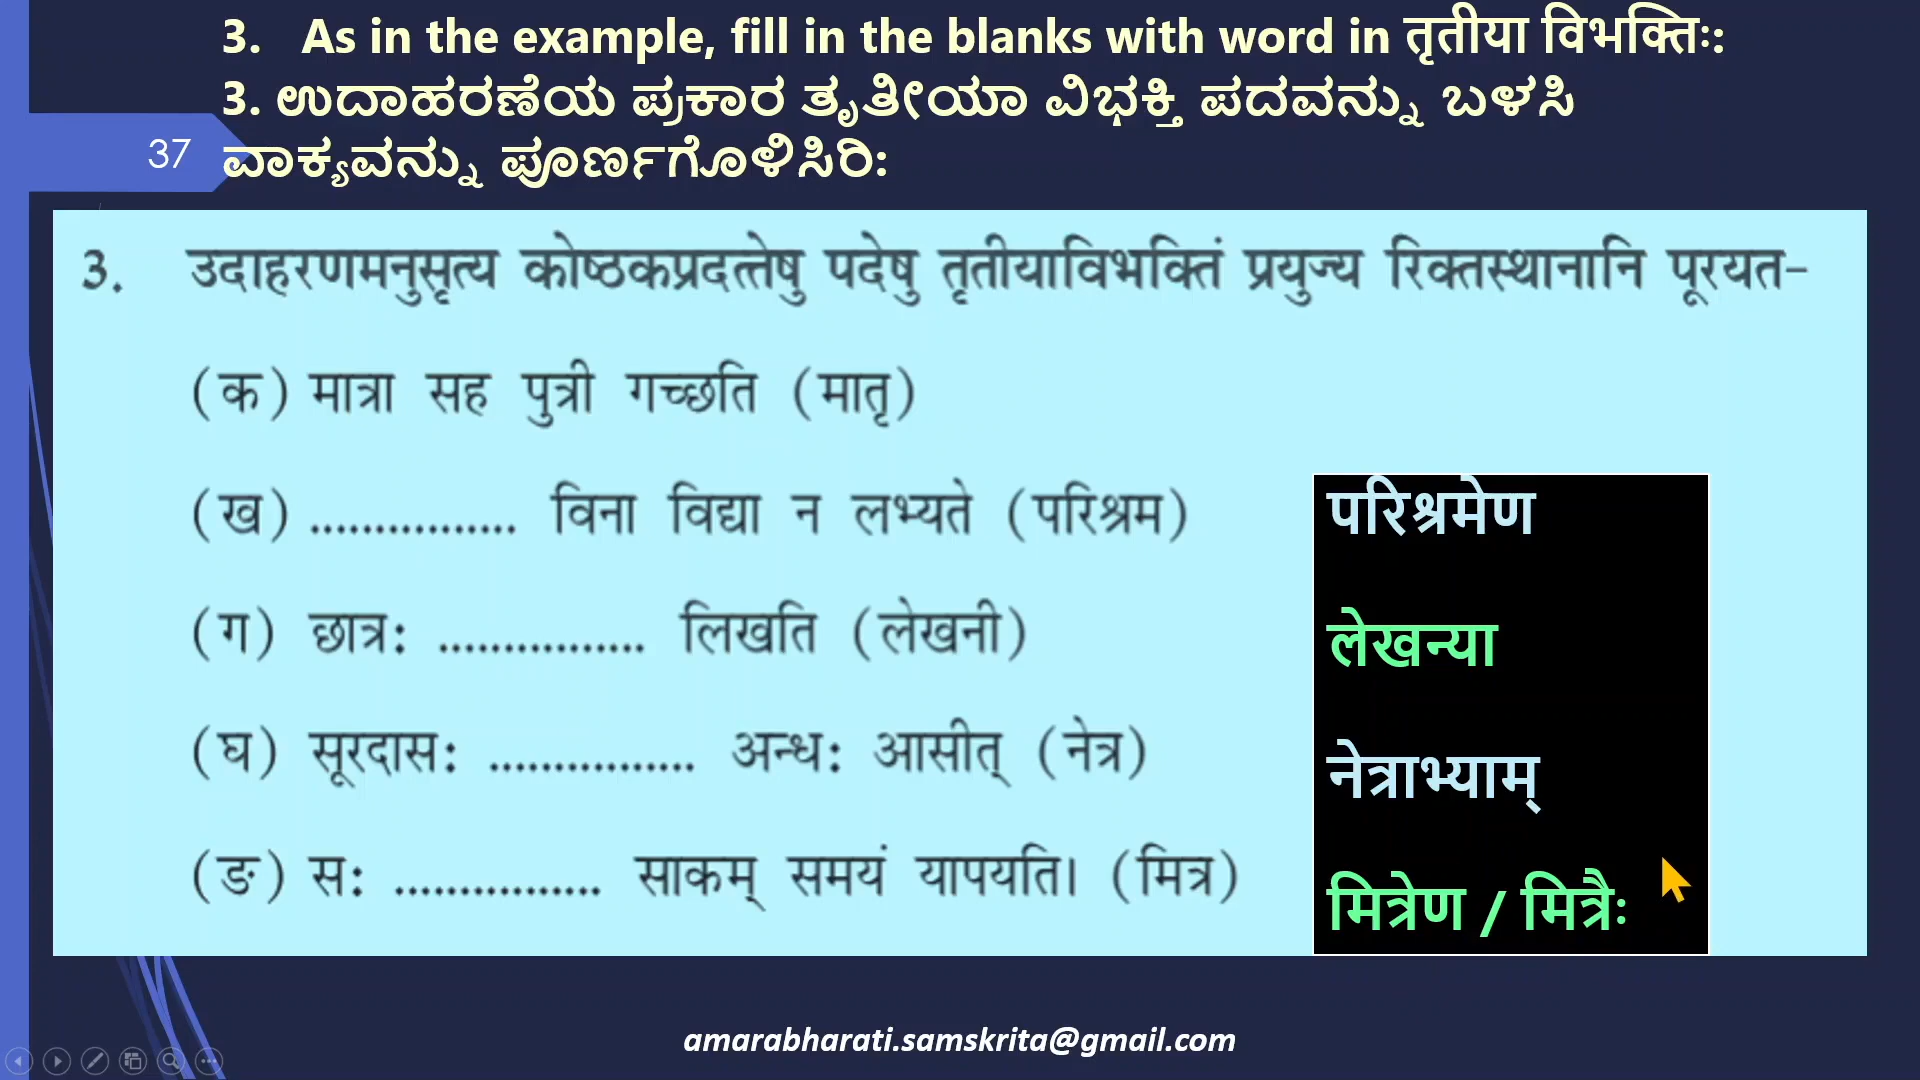 3. As in the example, fill in the blanks with word in तृतीया विभक्तिः:
3. ಉದಾಹರಣೆಯ ಪ್ರಕಾರ ತೃತೀಯಾ ವಿಭಕ್ತಿ ಪದವನ್ನು ಬಳಸಿ
37 ವಾಕ್ಯವನ್ನು ಪೂರ್ಣಗೊಳಿಸಿರಿ:
3. उदाहरणमनुसृत्य कोष्ठकप्रदत्तेषु पदेषु तृतीयाविभक्तिं प्रयुज्य रिक्तस्थानानि पूरयत-
(क) मात्रा सह पुत्री गच्छति (मातृ)
(ख) ................ विना विद्या न लभ्यते (परिश्रम) परिश्रमेण
(ग) छात्रः ................ लिखति (लेखनी) लेखन्या
(घ) सूरदासः ................ अन्धः आसीत् (नेत्र) नेत्राभ्याम्
(ङ) सः ................ साकम् समयं यापयति। (मित्र) मित्रेण / मित्रैः
amarabharati.samskrita@gmail.com